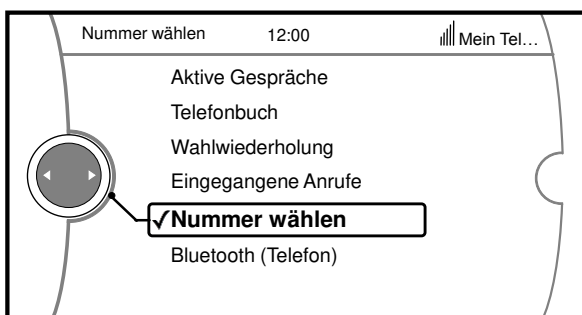 Nummer wählen 12:00 Mein Tel…
Aktive Gespräche
Telefonbuch
Wahlwiederholung
Eingegangene Anrufe
✓Nummer wählen
Bluetooth (Telefon)